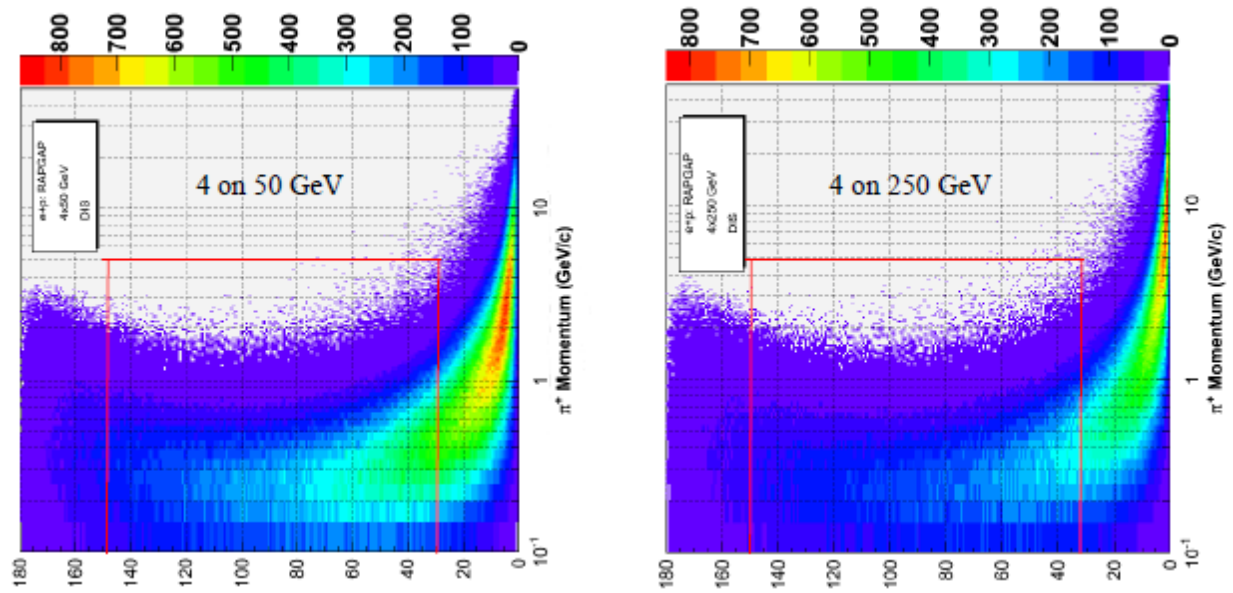 800 700 600 500 400 300 200 100 0
e+p: RAPGAP
4x50 GeV
DIS
4 on 50 GeV
10
1
10-1
π+ Momentum (GeV/c)
180 160 140 120 100 80 60 40 20 0
800 700 600 500 400 300 200 100 0
e+p: RAPGAP
4x250 GeV
DIS
4 on 250 GeV
10
1
10-1
π+ Momentum (GeV/c)
180 160 140 120 100 80 60 40 20 0